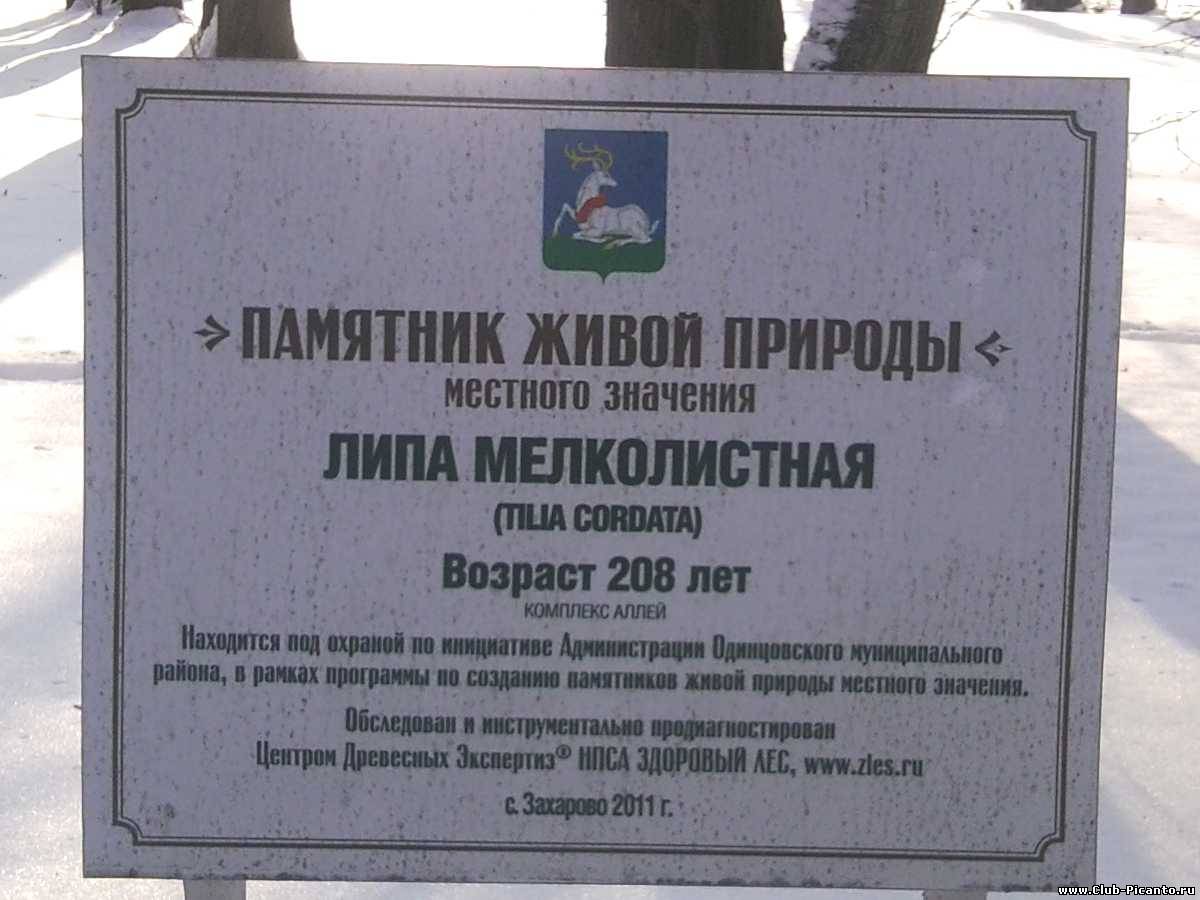 ПАМЯТНИК ЖИВОЙ ПРИРОДЫ
местного значения
ЛИПА МЕЛКОЛИСТНАЯ
(TILIA CORDATA)
Возраст 208 лет
КОМПЛЕКС АЛЛЕЙ
Находится под охраной по инициативе Администрации Одинцовского муниципального
района, в рамках программы по созданию памятников живой природы местного значения.
Обследован и инструментально продиагностирован
Центром Древесных Экспертиз® НПСА ЗДОРОВЫЙ ЛЕС, www.zles.ru
с. Захарово 2011 г.
www.Club-Picanto.ru